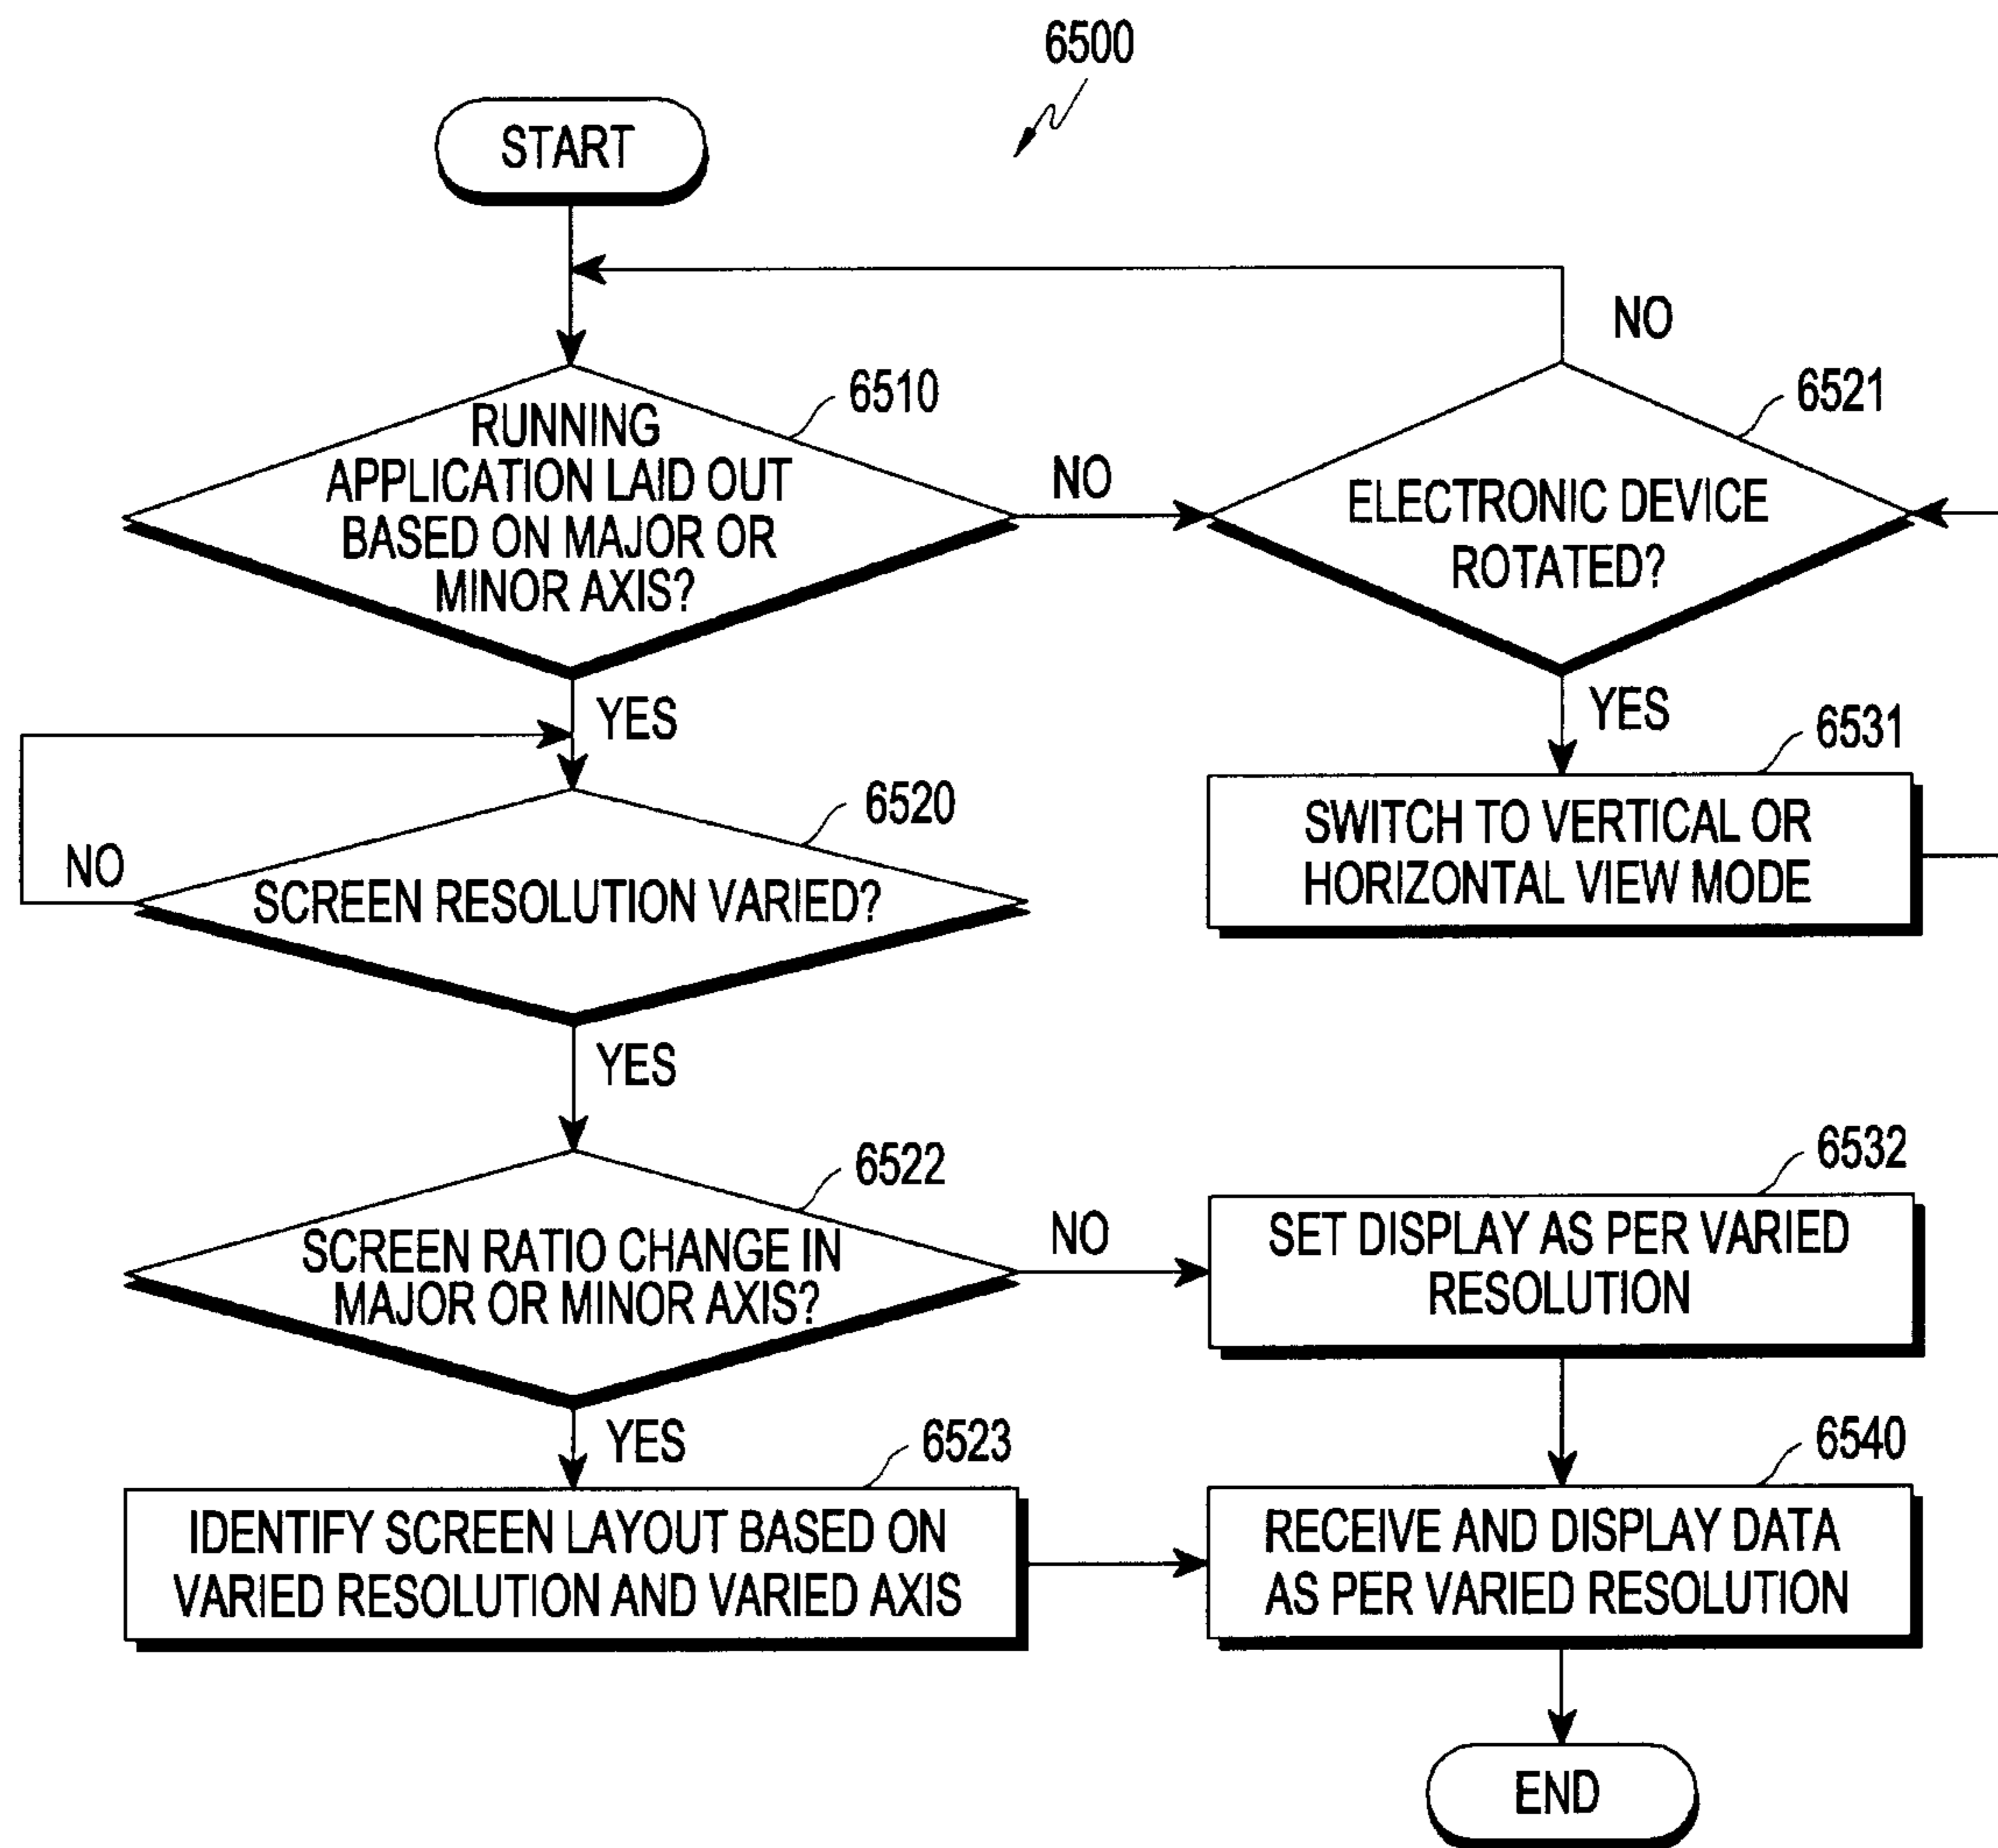 6500
START
6510
RUNNING
APPLICATION LAID OUT
BASED ON MAJOR OR
MINOR AXIS?
NO
YES
6521
ELECTRONIC DEVICE
ROTATED?
NO
YES
6531
SWITCH TO VERTICAL OR
HORIZONTAL VIEW MODE
6520
SCREEN RESOLUTION VARIED?
NO
YES
6522
SCREEN RATIO CHANGE IN
MAJOR OR MINOR AXIS?
NO
YES
6532
SET DISPLAY AS PER VARIED
RESOLUTION
6523
IDENTIFY SCREEN LAYOUT BASED ON
VARIED RESOLUTION AND VARIED AXIS
6540
RECEIVE AND DISPLAY DATA
AS PER VARIED RESOLUTION
END